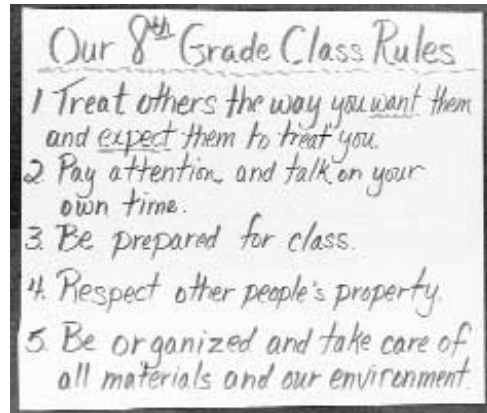 Our 8th Grade Class Rules
1 Treat others the way you want them
and expect them to treat you.
2. Pay attention, and talk on your
own time.
3. Be prepared for class.
4. Respect other people's property.
5. Be organized and take care of
all materials and our environment.